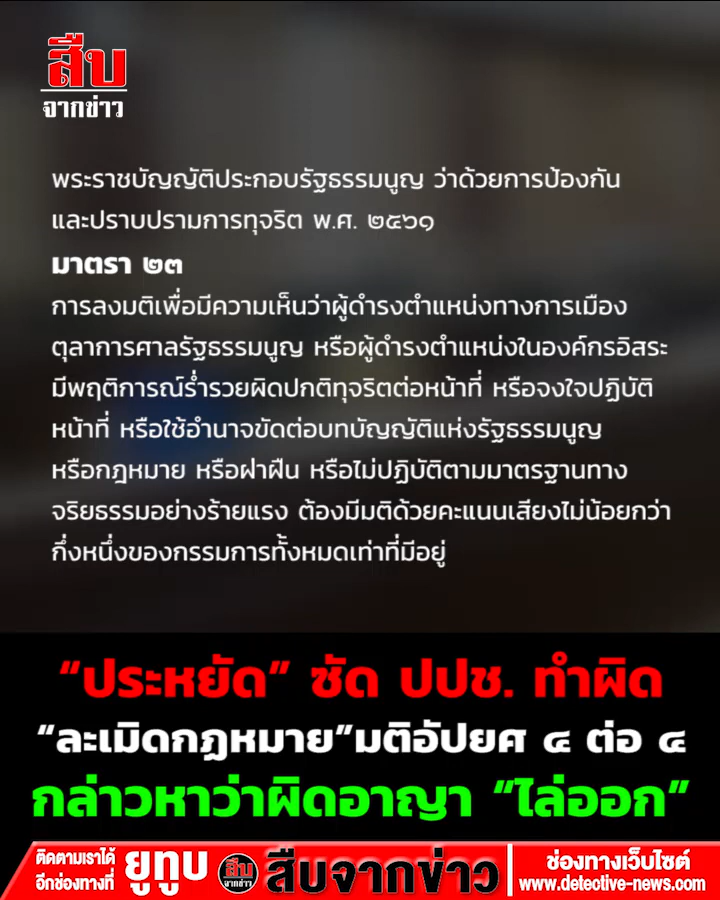 สืบ
จากข่าว
พระราชบัญญัติประกอบรัฐธรรมนูญ ว่าด้วยการป้องกัน
และปราบปรามการทุจริต พ.ศ. ๒๕๖๑
มาตรา ๒๓
การลงมติเพื่อมีความเห็นว่าผู้ดำรงตำแหน่งทางการเมือง
ตุลาการศาลรัฐธรรมนูญ หรือผู้ดำรงตำแหน่งในองค์กรอิสระ
มีพฤติการณ์ร่ำรวยผิดปกติทุจริตต่อหน้าที่ หรือจงใจปฏิบัติ
หน้าที่ หรือใช้อำนาจขัดต่อบทบัญญัติแห่งรัฐธรรมนูญ
หรือกฎหมาย หรือฝ่าฝืน หรือไม่ปฏิบัติตามมาตรฐานทาง
จริยธรรมอย่างร้ายแรง ต้องมีมติด้วยคะแนนเสียงไม่น้อยกว่า
กึ่งหนึ่งของกรรมการทั้งหมดเท่าที่มีอยู่
“ประหยัด” ซัด ปปช. ทำผิด
“ละเมิดกฎหมาย”มติอัปยศ ๔ ต่อ ๔
กล่าวหาว่าผิดอาญา “ไล่ออก”
ติดตามเราได้
อีกช่องทางที่
ยูทูบ
สืบ
จากข่าว
สืบจากข่าว
ช่องทางเว็บไซต์
www.detective-news.com